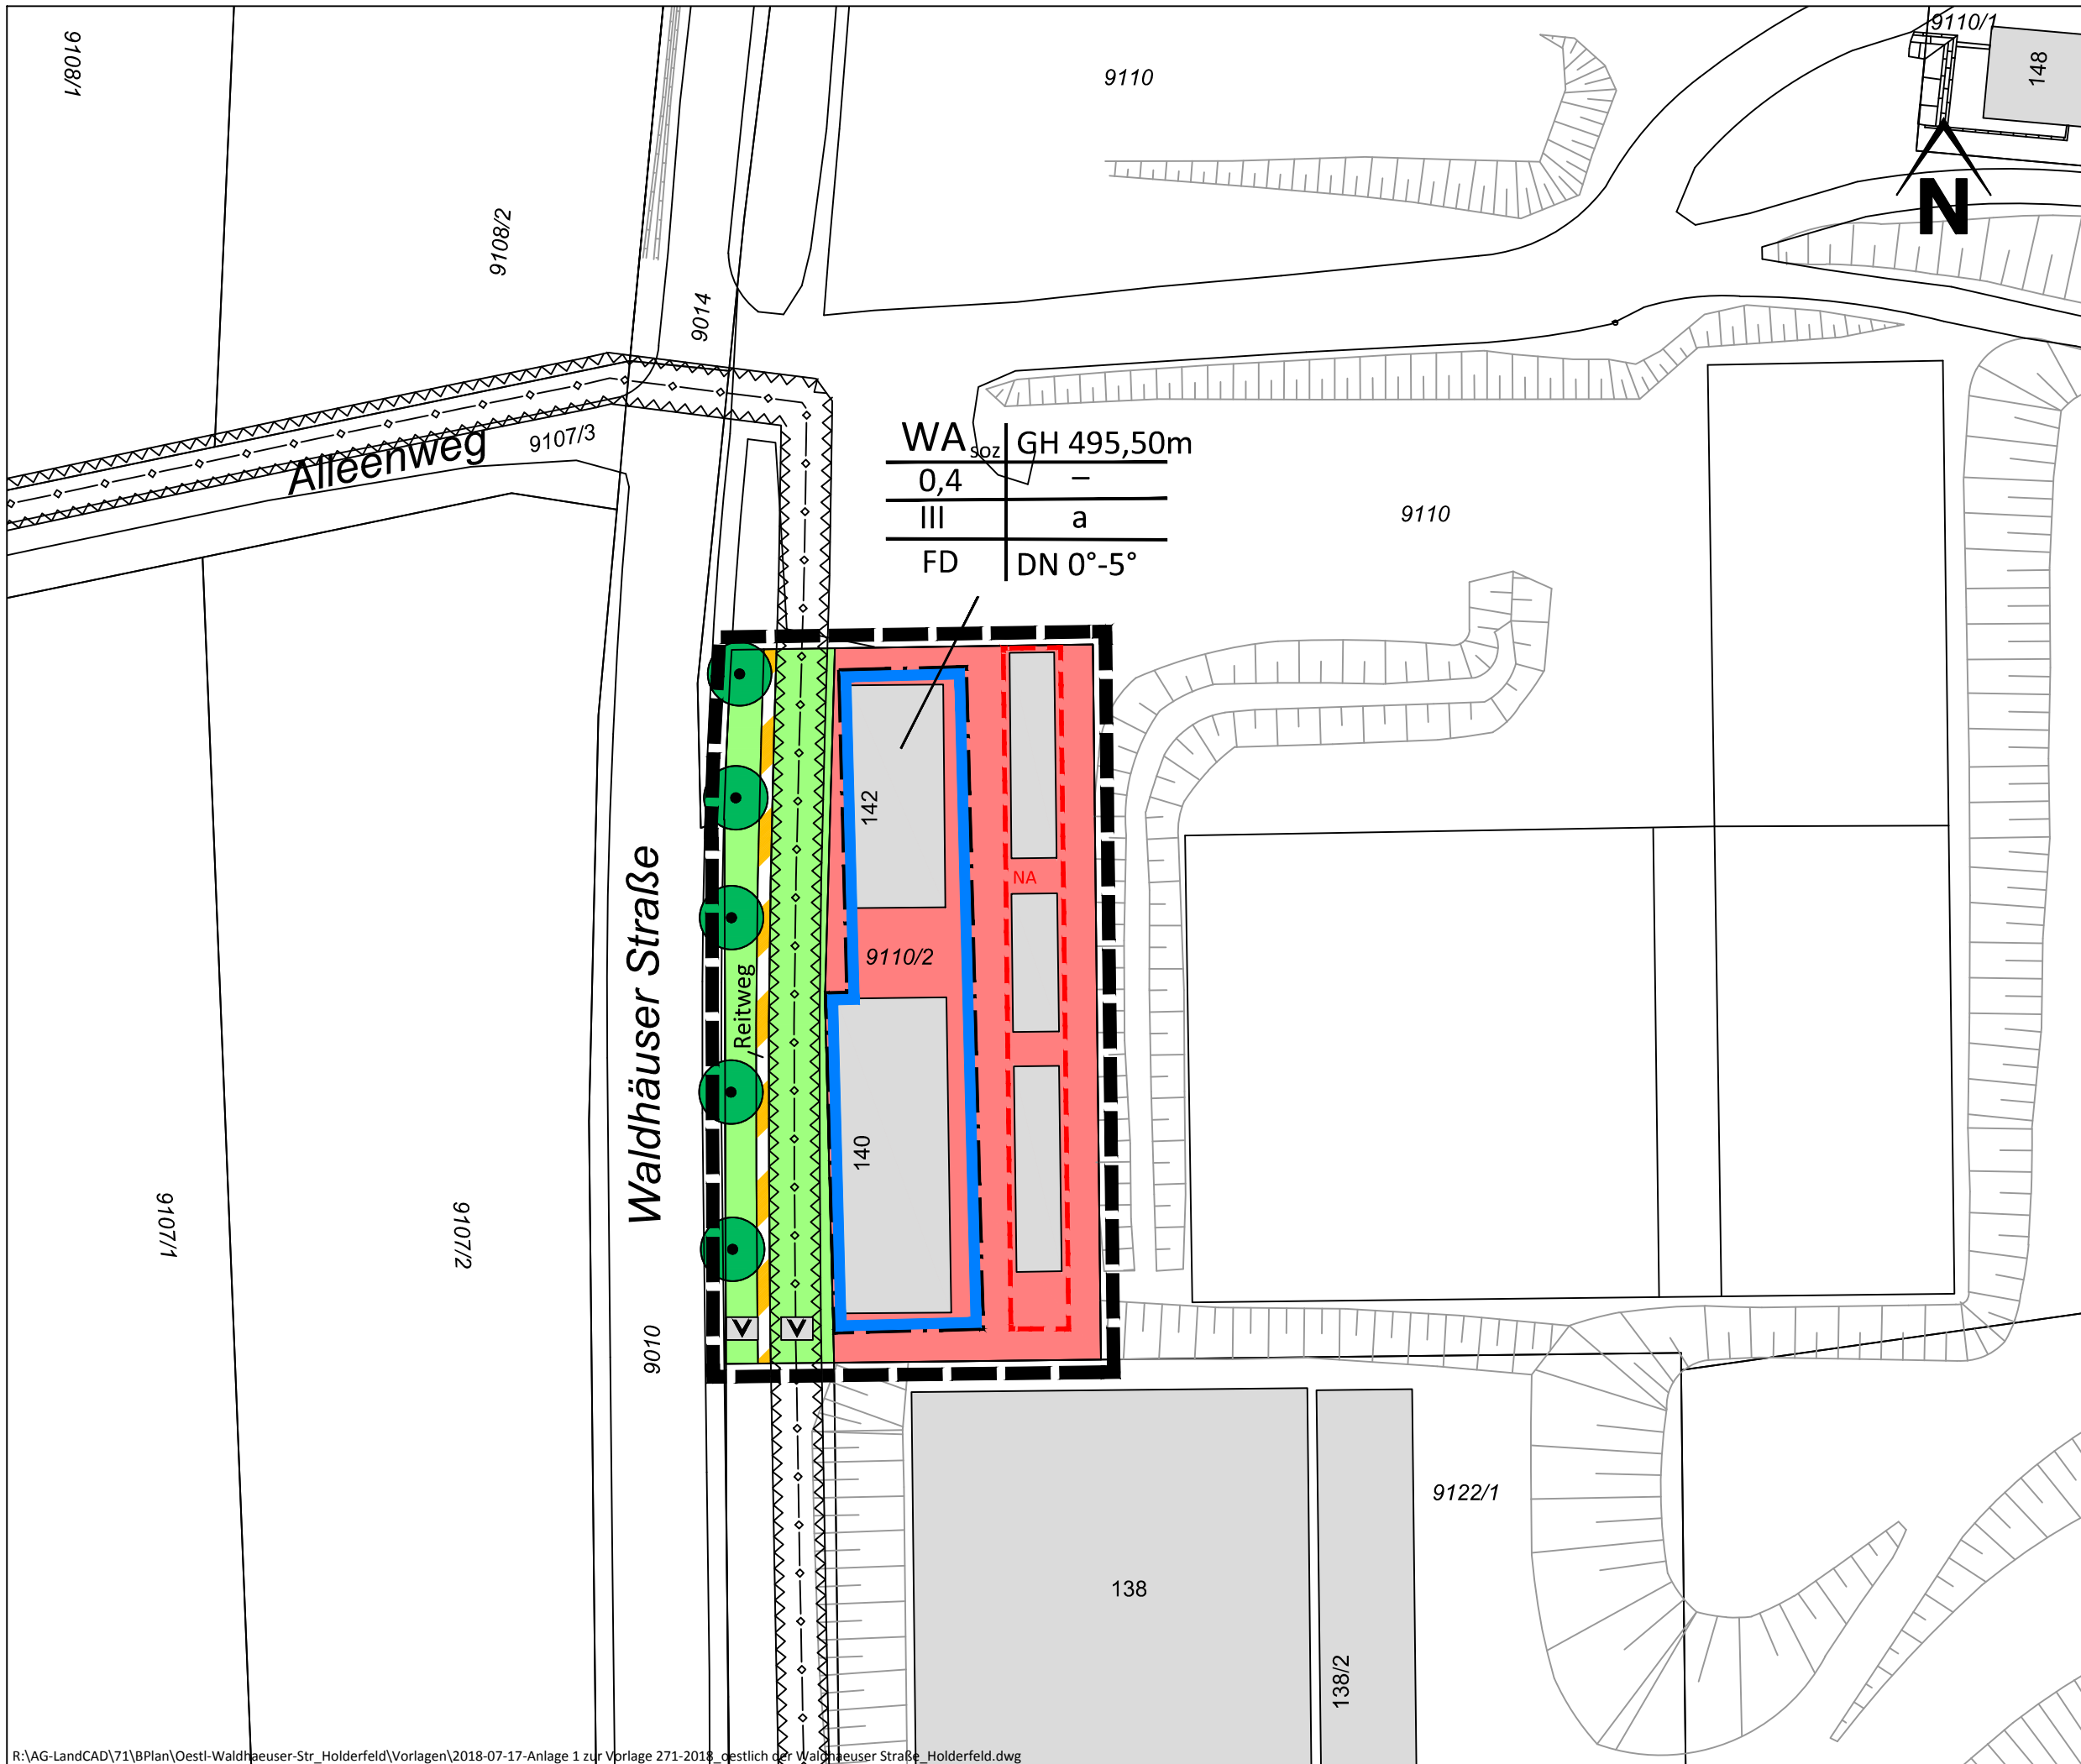 9108/1
9110
9110/1
148
N
9108/2
9014
Alleenweg
9107/3
WA soz GH 495,50m
0,4 –
III a
FD DN 0°-5°
9110
142
NA
Waldhäuser Straße
9110/2
Reitweg
140
9107/1
9107/2
V V
9010
9122/1
138
138/2
R:\AG-LandCAD\71\BPlan\Oestl-Waldhaeuser-Str_Holderfeld\Vorlagen\2018-07-17-Anlage 1 zur Vorlage 271-2018_oestlich der Waldhaeuser Straße_Holderfeld.dwg